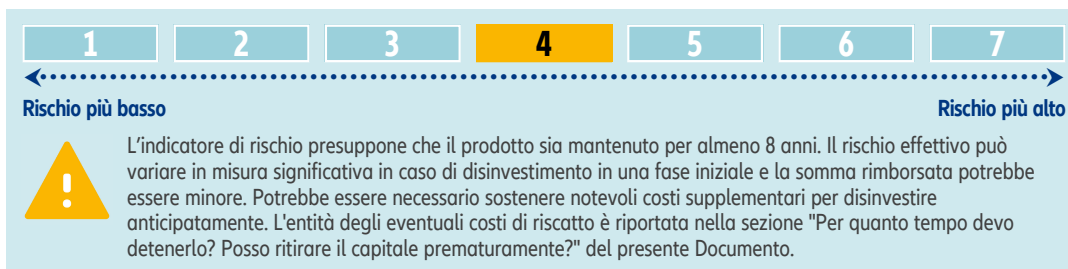 1 2 3 4 5 6 7
Rischio più basso Rischio più alto
L'indicatore di rischio presuppone che il prodotto sia mantenuto per almeno 8 anni. Il rischio effettivo può
variare in misura significativa in caso di disinvestimento in una fase iniziale e la somma rimborsata potrebbe
essere minore. Potrebbe essere necessario sostenere notevoli costi supplementari per disinvestire
anticipatamente. L'entità degli eventuali costi di riscatto è riportata nella sezione "Per quanto tempo devo
detenerlo? Posso ritirare il capitale prematuramente?" del presente Documento.